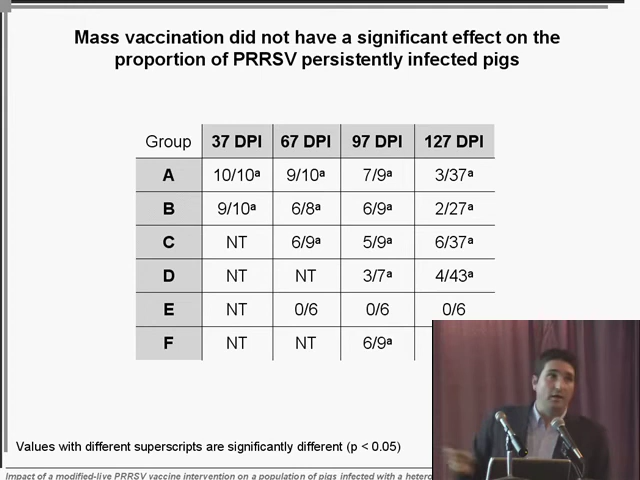 Mass vaccination did not have a significant effect on the
proportion of PRRSV persistently infected pigs
Group 37 DPI 67 DPI 97 DPI 127 DPI
A 10/10a 9/10a 7/9a 3/37a
B 9/10a 6/8a 6/9a 2/27a
C NT 6/9a 5/9a 6/37a
D NT NT 3/7a 4/43a
E NT 0/6 0/6 0/6
F NT NT 6/9a
Values with different superscripts are significantly different (p < 0.05)
Impact of a modified-live PRRSV vaccine intervention on a population of pigs infected with a